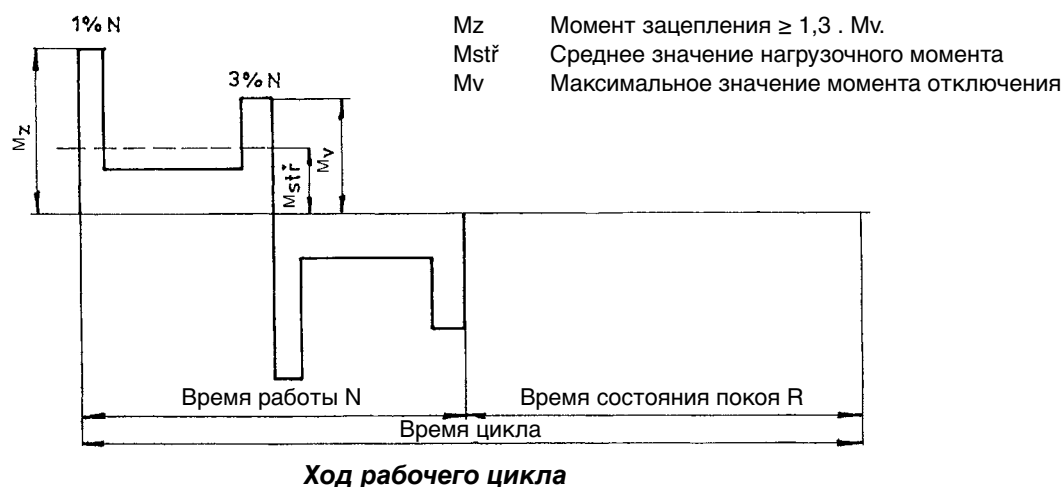 1% N
Mz Момент зацепления ≥ 1,3 . Mv.
Mstř Среднее значение нагрузочного момента
Mv Максимальное значение момента отключения
3% N
Mz
Mstř
Mv
Время работы N
Время состояния покоя R
Время цикла
Ход рабочего цикла